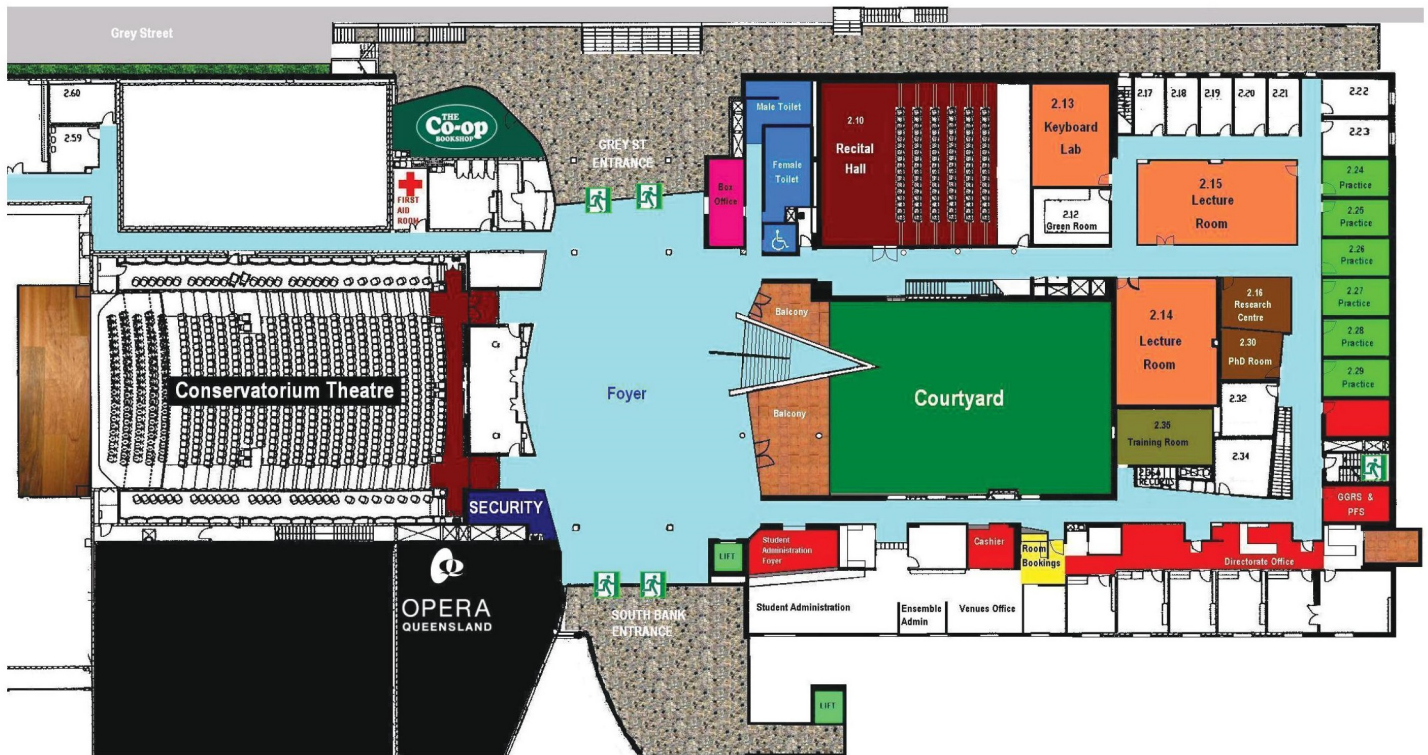 Grey Street
2.60
2.59
THE
Co-op
BOOKSHOP
FIRST
AID
ROOM
GREY ST
ENTRANCE
Box
Office
Male Toilet
Female
Toilet
2.10
Recital
Hall
2.13
Keyboard
Lab
2.12
Green Room
2.17
2.18
2.19
2.20
2.21
2.22
2.23
2.15
Lecture
Room
2.24
Practice
2.25
Practice
2.26
Practice
2.27
Practice
2.28
Practice
2.29
Practice
2.14
Lecture
Room
2.16
Research
Centre
2.30
PhD Room
2.32
2.34
2.35
Training Room
Balcony
Balcony
Courtyard
Foyer
Conservatorium Theatre
SECURITY
OPERA
QUEENSLAND
LIFT
SOUTH BANK
ENTRANCE
Student
Administration
Foyer
Cashier
Room
Bookings
Directorate Office
GGRS &
PFS
Student Administration
Ensemble
Admin
Venues Office
LIFT